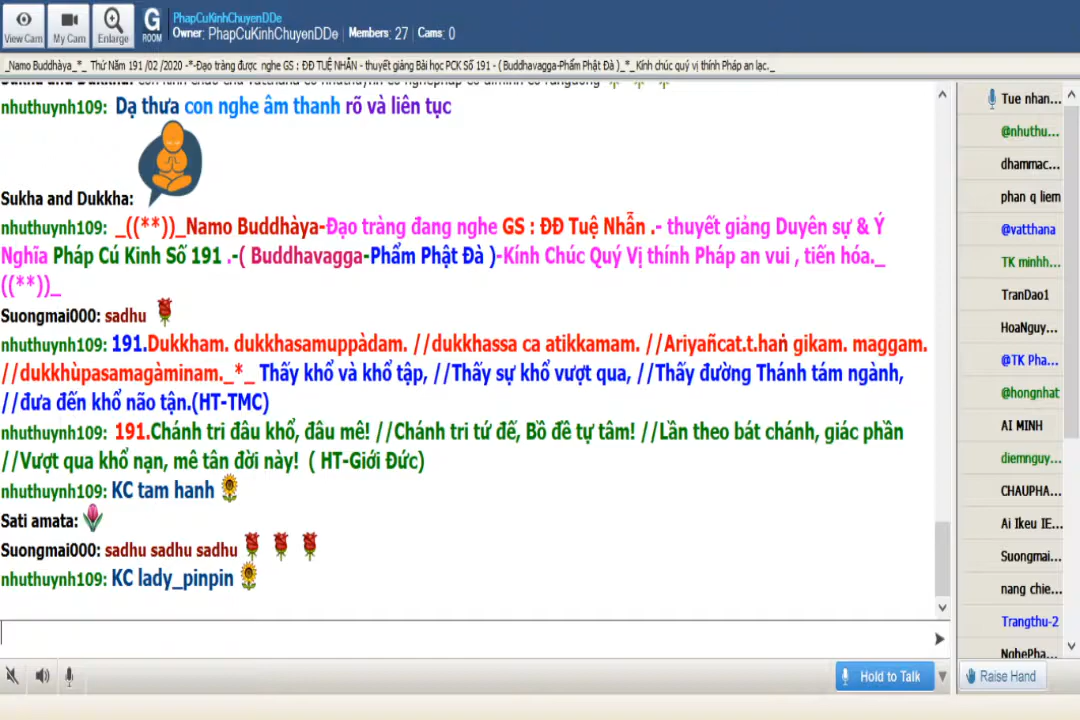 PhapCuKinhChuyenDDe
Owner: PhapCuKinhChuyenDDe Members: 27 Cams: 0
View Cam My Cam Enlarge G ROOM
_Namo Buddhàya_*_ Thứ Năm 191 /02 /2020 -*-Đạo tràng được nghe GS : ĐĐ TUỆ NHẪN - thuyết giảng Bài học PCK Số 191 - ( Buddhavagga-Phẩm Phật Đà )_*_Kính chúc quý vị thính Pháp an lạc._
nhuthuynh109: Dạ thưa con nghe âm thanh rõ và liên tục
Sukha and Dukkha:
nhuthuynh109: _((**))_Namo Buddhàya-Đạo tràng đang nghe GS : ĐĐ Tuệ Nhẫn .- thuyết giảng Duyên sự & Ý
Nghĩa Pháp Cú Kinh Số 191 .-( Buddhavagga-Phẩm Phật Đà )-Kính Chúc Quý Vị thính Pháp an vui , tiến hóa._
((**))_
Suongmai000: sadhu
nhuthuynh109: 191.Dukkham. dukkhasamuppàdam. //dukkhassa ca atikkamam. //Ariyañcat.t.haṅ gikam. maggam.
//dukkhùpasamagàminam._*_ Thấy khổ và khổ tập, //Thấy sự khổ vượt qua, //Thấy đường Thánh tám ngành,
//đưa đến khổ não tận.(HT-TMC)
nhuthuynh109: 191.Chánh tri đâu khổ, đâu mê! //Chánh tri tứ đế, Bồ đề tự tâm! //Lần theo bát chánh, giác phần
//Vượt qua khổ nạn, mê tân đời này! ( HT-Giới Đức)
nhuthuynh109: KC tam hanh
Sati amata:
Suongmai000: sadhu sadhu sadhu
nhuthuynh109: KC lady_pinpin
Hold to Talk
Tue nhan...
@nhuthu...
dhammac...
phan q liem
@vatthana
TK minhh...
TranDao1
HoaNguy...
@TK Pha...
@hongnhat
AI MINH
diemnguy...
CHAUPHA...
Ai Ikeu IE...
Suongmai...
nang chie...
Trangthu-2
NghePha...
Raise Hand